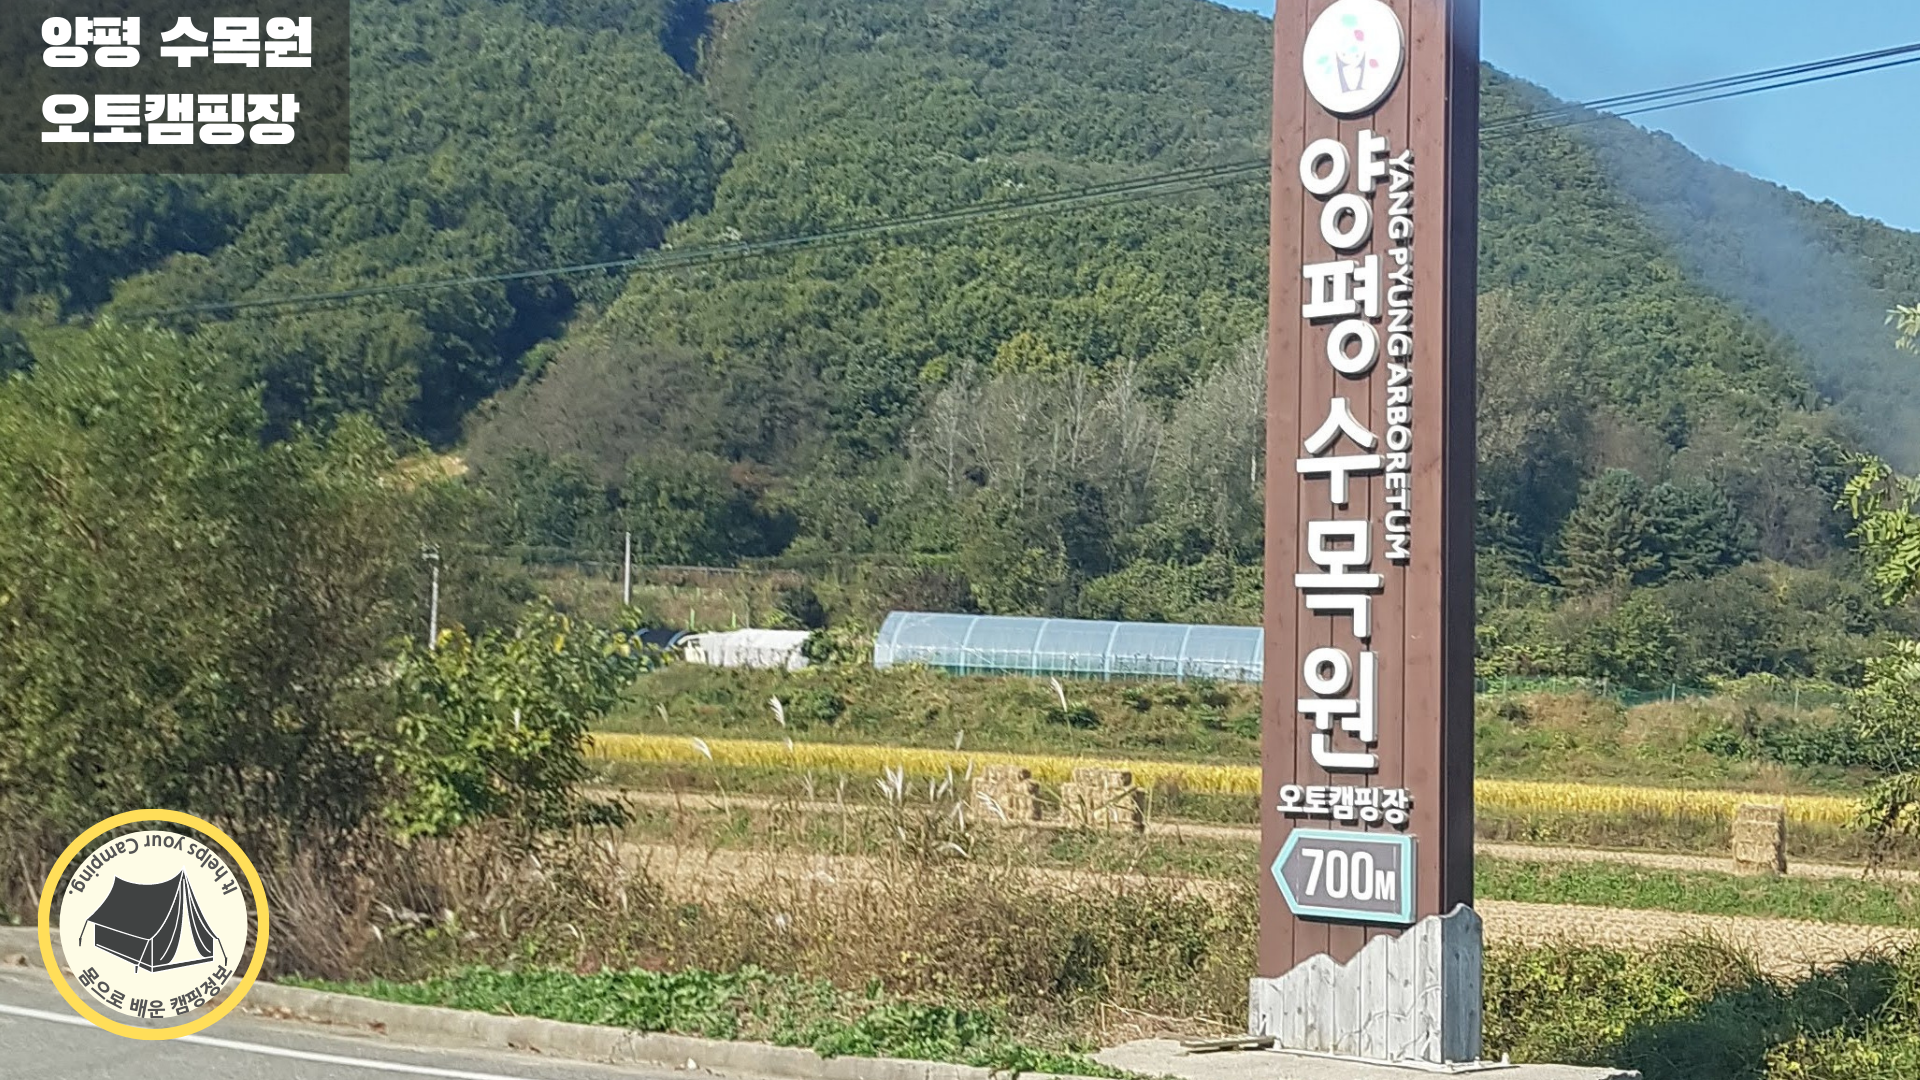 양평 수목원
오토캠핑장
양평수목원
YANG PYUNG ARBORETUM
오토캠핑장
700M
It helps your Camping.
몸으로 배운 캠핑정보